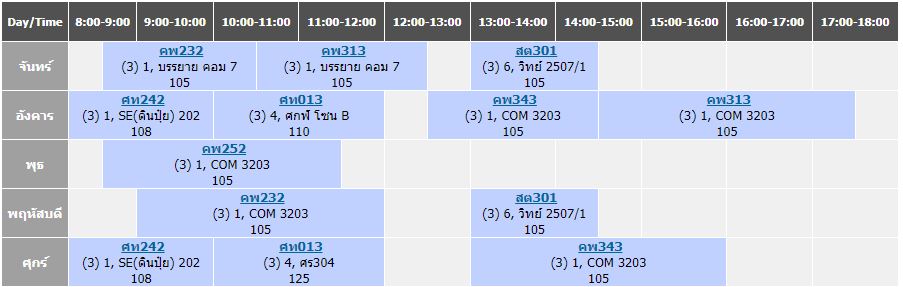 Day/Time 8:00-9:00 9:00-10:00 10:00-11:00 11:00-12:00 12:00-13:00 13:00-14:00 14:00-15:00 15:00-16:00 16:00-17:00 17:00-18:00
จันทร์
คพ232
(3) 1, บรรยาย คอม 7
105
คพ313
(3) 1, บรรยาย คอม 7
105
สต301
(3) 6, วิทย์ 2507/1
105
อังคาร
ศท242
(3) 1, SE(ดินปุ๋ย) 202
108
ศท013
(3) 4, ศกฟ์ โซน B
110
คพ343
(3) 1, COM 3203
105
คพ313
(3) 1, COM 3203
105
พุธ
คพ252
(3) 1, COM 3203
105
พฤหัสบดี
คพ232
(3) 1, COM 3203
105
สต301
(3) 6, วิทย์ 2507/1
105
ศุกร์
ศท242
(3) 1, SE(ดินปุ๋ย) 202
108
ศท013
(3) 4, ศร304
125
คพ343
(3) 1, COM 3203
105